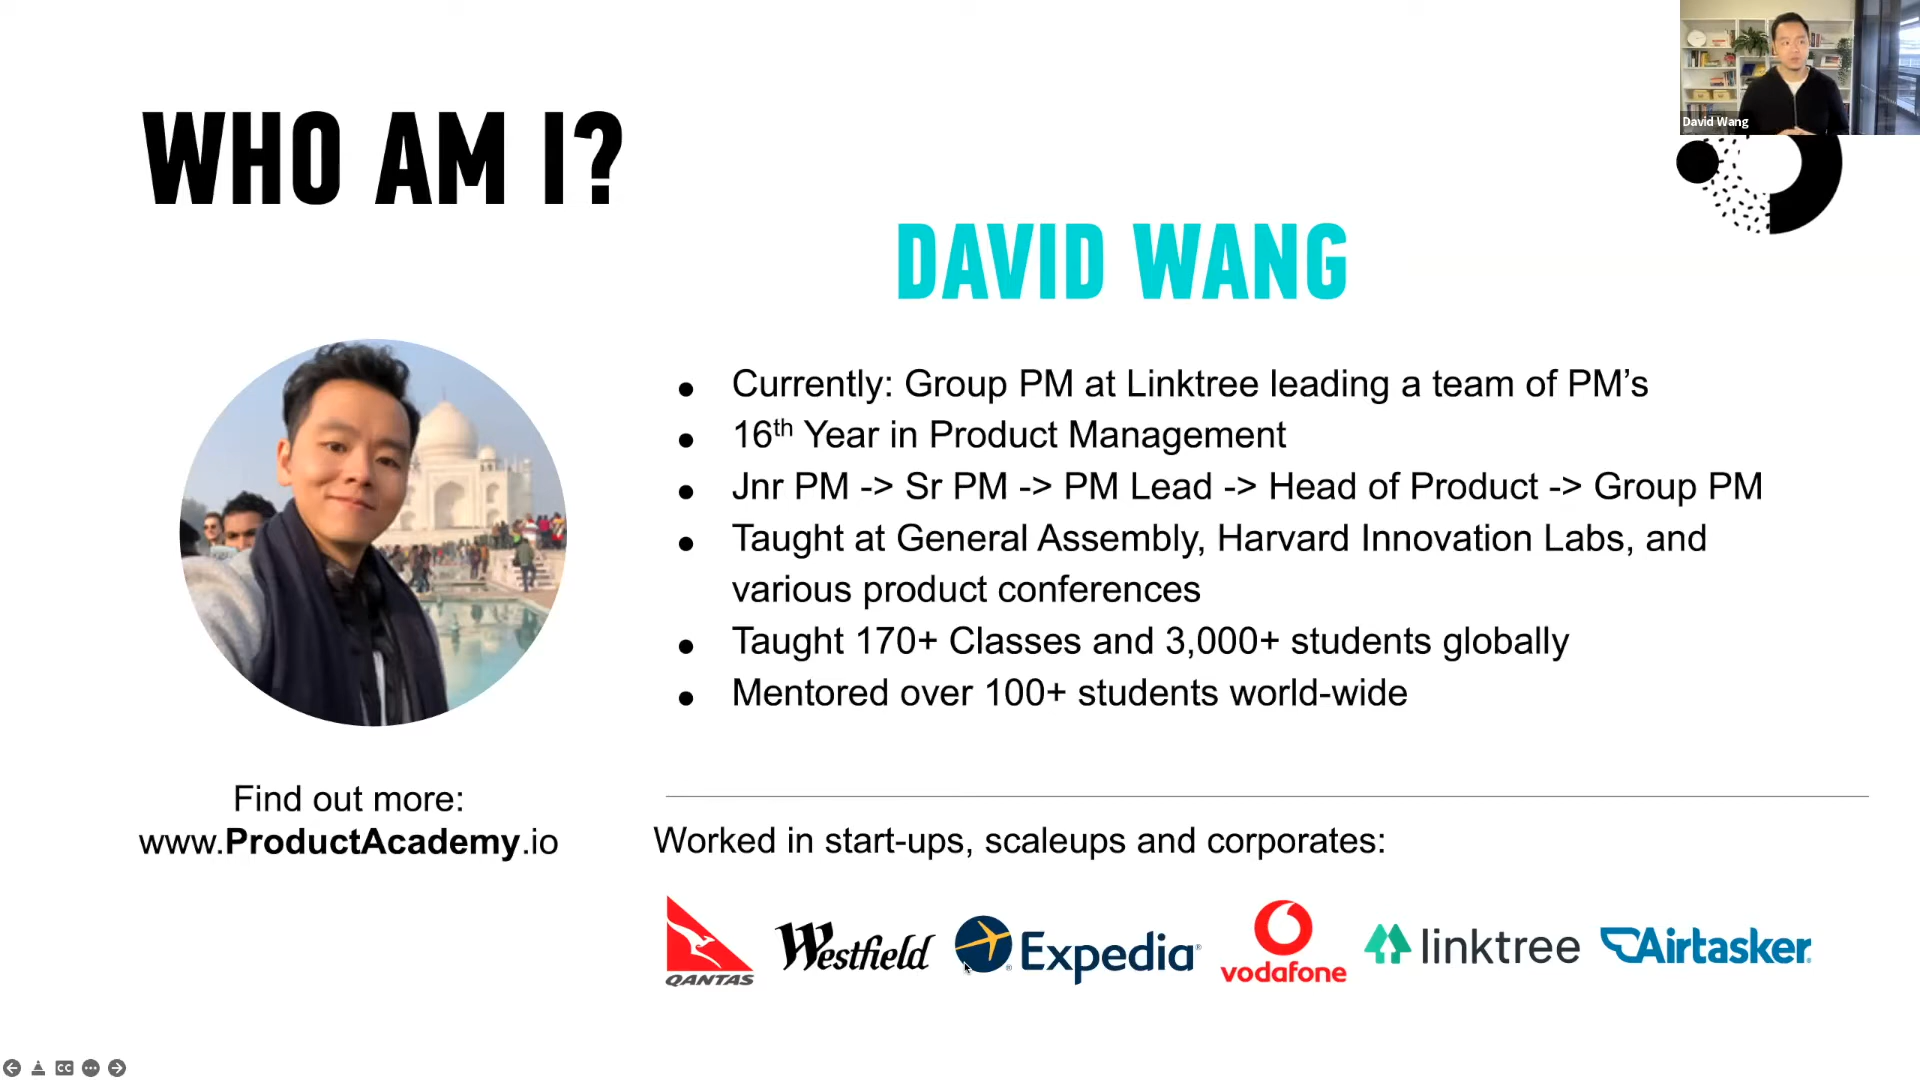 David Wang
WHO AM I?
DAVID WANG
● Currently: Group PM at Linktree leading a team of PM’s
● 16th Year in Product Management
● Jnr PM -> Sr PM -> PM Lead -> Head of Product -> Group PM
● Taught at General Assembly, Harvard Innovation Labs, and
various product conferences
● Taught 170+ Classes and 3,000+ students globally
● Mentored over 100+ students world-wide
Find out more:
www.ProductAcademy.io
Worked in start-ups, scaleups and corporates:
QANTAS
Westfield
Expedia®
vodafone
linktree
Airtasker
CC